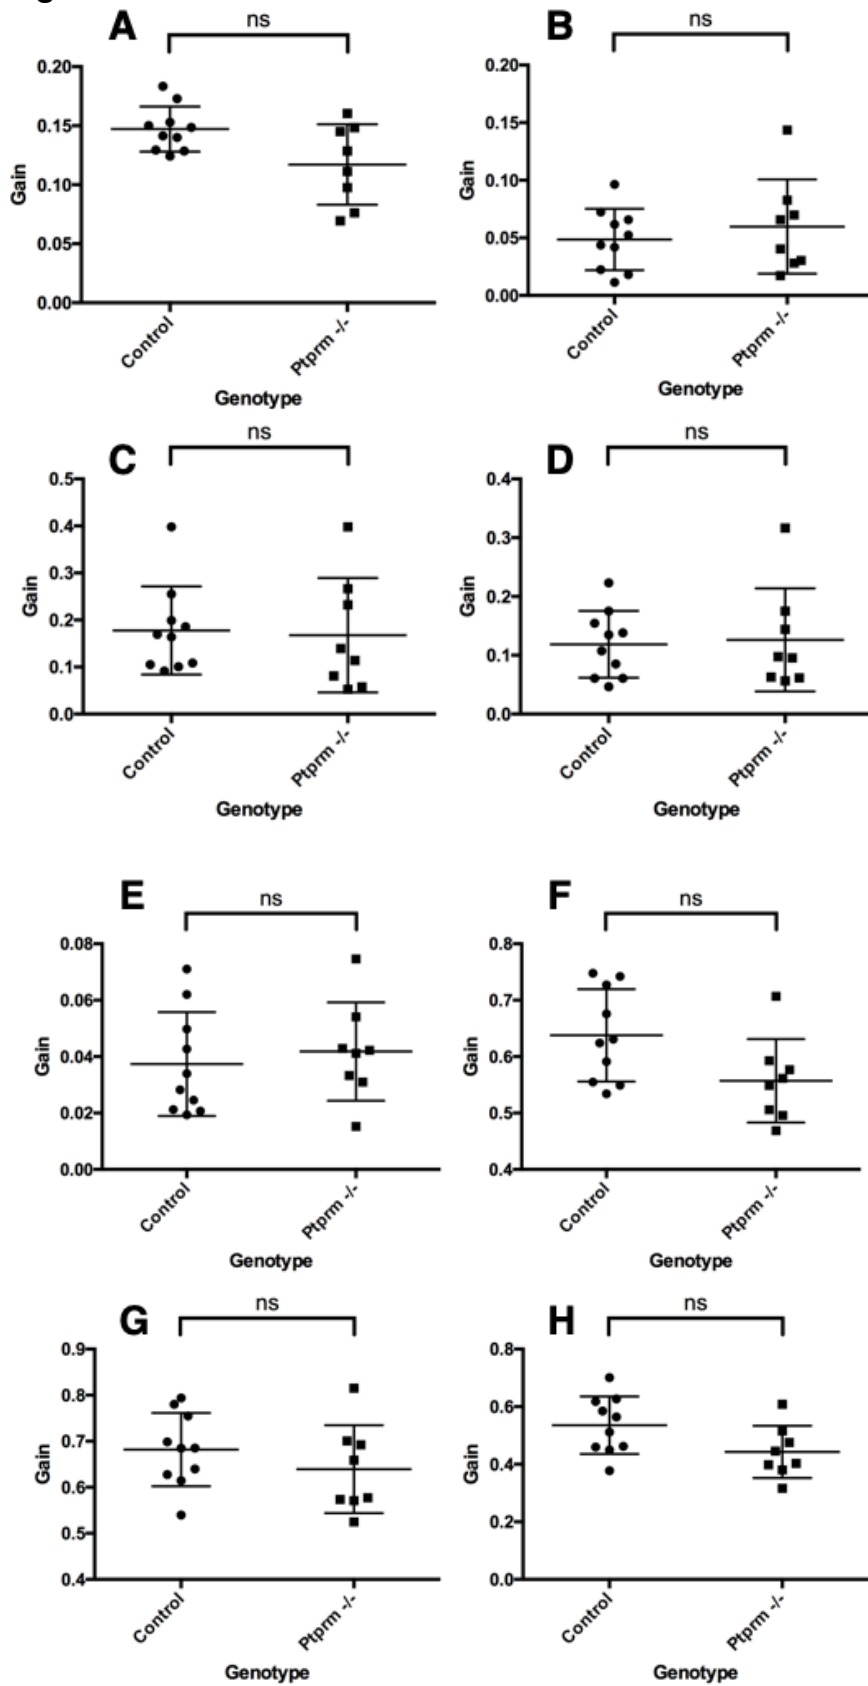 A
ns
0.20
0.15
0.10
0.05
0.00
Gain
Control
Ptprm -/-
Genotype
B
ns
0.20
0.15
0.10
0.05
0.00
Gain
Control
Ptprm -/-
Genotype
C
ns
0.5
0.4
0.3
0.2
0.1
0.0
Gain
Control
Ptprm -/-
Genotype
D
ns
0.4
0.3
0.2
0.1
0.0
Gain
Control
Ptprm -/-
Genotype
E
ns
0.08
0.06
0.04
0.02
0.00
Gain
Control
Ptprm -/-
Genotype
F
ns
0.8
0.7
0.6
0.5
0.4
Gain
Control
Ptprm -/-
Genotype
G
ns
0.9
0.8
0.7
0.6
0.5
0.4
Gain
Control
Ptprm -/-
Genotype
H
ns
0.8
0.6
0.4
0.2
0.0
Gain
Control
Ptprm -/-
Genotype